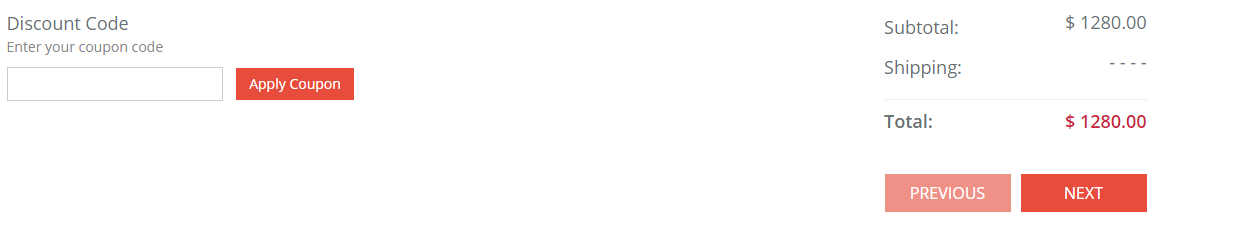 Discount Code
Enter your coupon code
Apply Coupon
Subtotal: $ 1280.00
Shipping: - - - -
Total: $ 1280.00
PREVIOUS NEXT